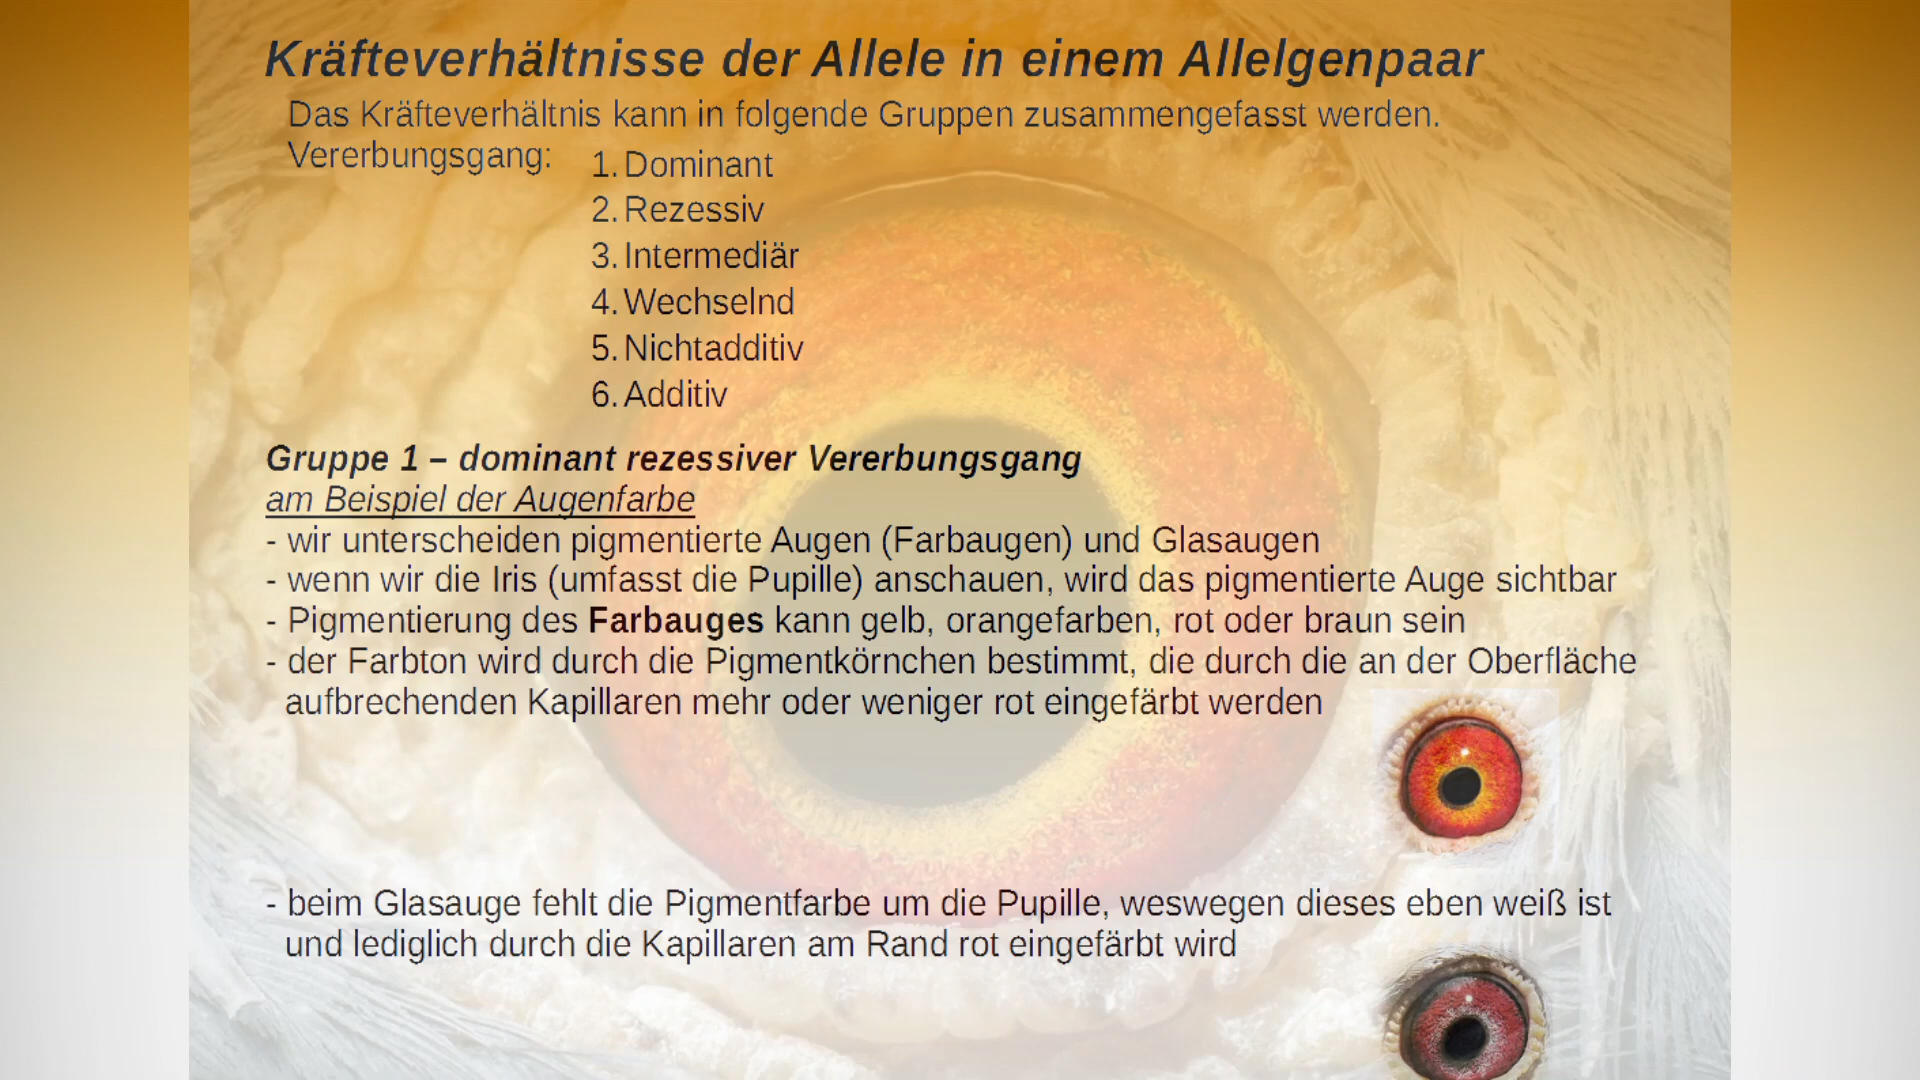 Kräfteverhältnisse der Allele in einem Allelgenpaar
Das Kräfteverhältnis kann in folgende Gruppen zusammengefasst werden.
Vererbungsgang:
1. Dominant
2. Rezessiv
3. Intermediär
4. Wechselnd
5. Nichtadditiv
6. Additiv
Gruppe 1 – dominant rezessiver Vererbungsgang
am Beispiel der Augenfarbe
- wir unterscheiden pigmentierte Augen (Farbaugen) und Glasaugen
- wenn wir die Iris (umfasst die Pupille) anschauen, wird das pigmentierte Auge sichtbar
- Pigmentierung des Farbauges kann gelb, orangefarben, rot oder braun sein
- der Farbton wird durch die Pigmentkörnchen bestimmt, die durch die an der Oberfläche
aufbrechenden Kapillaren mehr oder weniger rot eingefärbt werden
- beim Glasauge fehlt die Pigmentfarbe um die Pupille, weswegen dieses eben weiß ist
und lediglich durch die Kapillaren am Rand rot eingefärbt wird